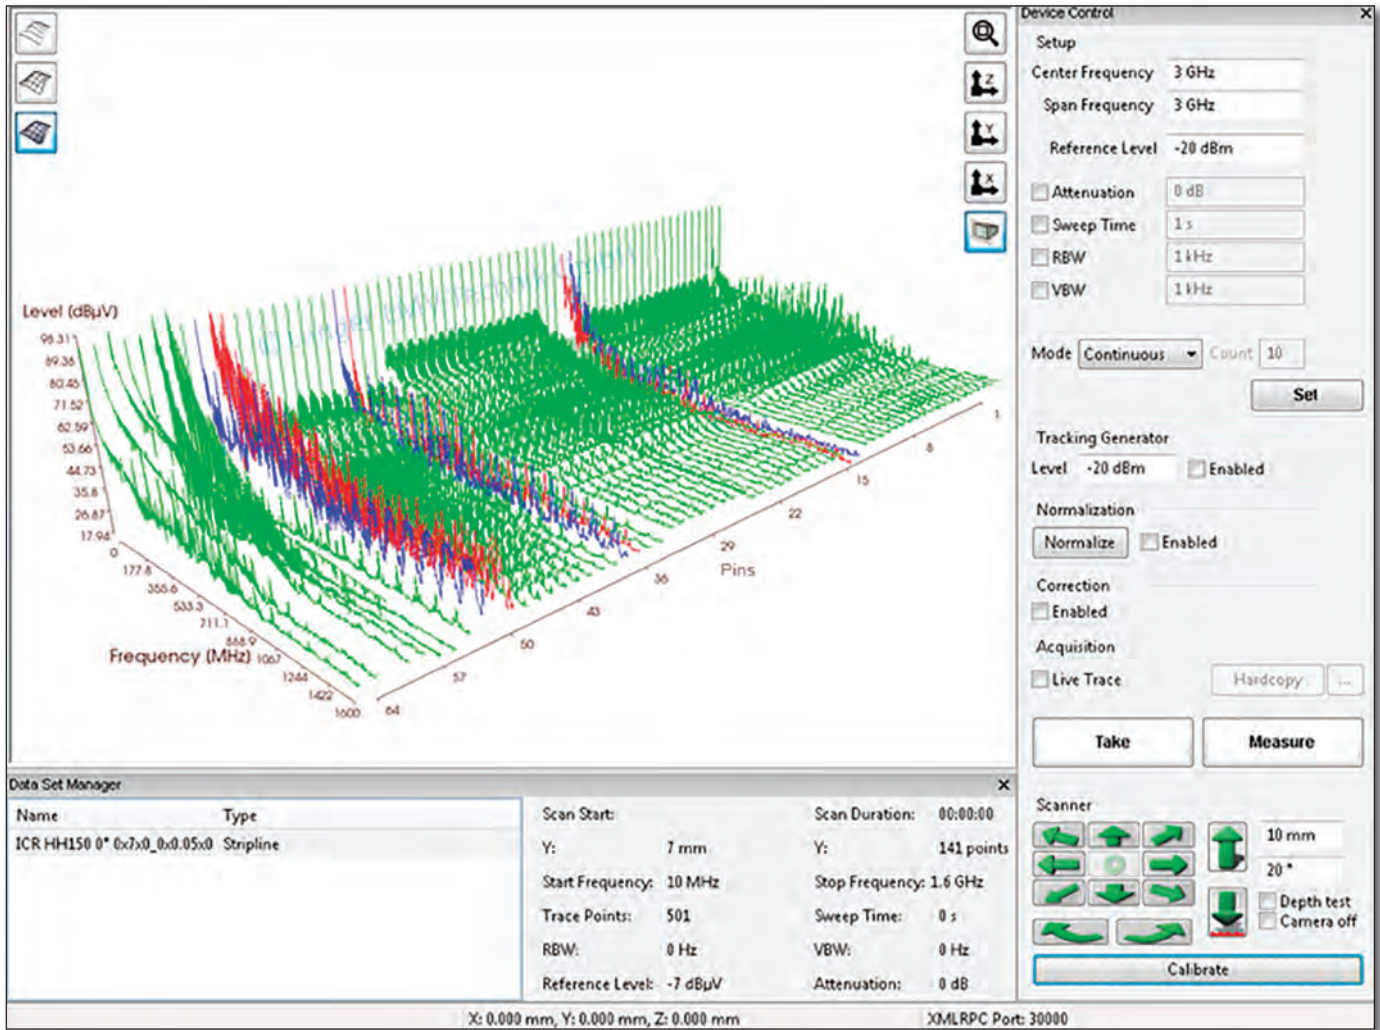 Device Control
Setup
Center Frequency 3 GHz
Span Frequency 3 GHz
Reference Level -20 dBm
Attenuation 0 dB
Sweep Time 1 s
RBW 1 kHz
VBW 1 kHz
Mode Continuous Count 10
Set
Tracking Generator
Level -20 dBm Enabled
Normalization
Normalize Enabled
Correction
Enabled
Acquisition
Live Trace Hardcopy ...
Take Measure
Scanner
10 mm
20 °
Depth test
Camera off
Calibrate
Z
Y
X
© Langer EMV-Technik GmbH
Level (dBµV)
98.31
89.38
80.45
71.52
62.59
53.66
44.73
35.8
26.87
17.94
0
177.8
355.6
533.3
711.1
888.9
1067
1244
1422
1600
Frequency (MHz)
1
8
15
22
29
36
43
50
57
64
Pins
Data Set Manager
Name Type
ICR HH150 0° 0x7x0_0x0.05x0 Stripline
Scan Start: Scan Duration: 00:00:00
Y: 7 mm Y: 141 points
Start Frequency: 10 MHz Stop Frequency: 1.6 GHz
Trace Points: 501 Sweep Time: 0 s
RBW: 0 Hz VBW: 0 Hz
Reference Level: -7 dBµV Attenuation: 0 dB
X: 0.000 mm, Y: 0.000 mm, Z: 0.000 mm XMLRPC Port: 30000